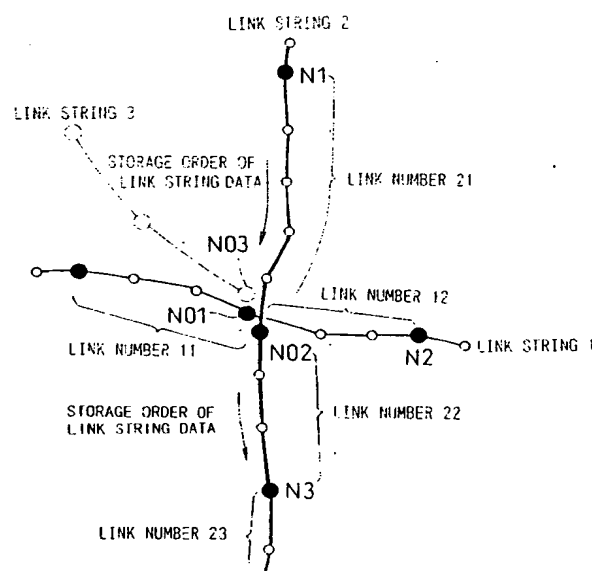 LINK STRING 2
N1
LINK STRING 3
STORAGE ORDER OF
LINK STRING DATA
LINK NUMBER 21
N03
LINK NUMBER 12
N01
LINK NUMBER 11
N02
N2
LINK STRING 1
STORAGE ORDER OF
LINK STRING DATA
LINK NUMBER 22
N3
LINK NUMBER 23